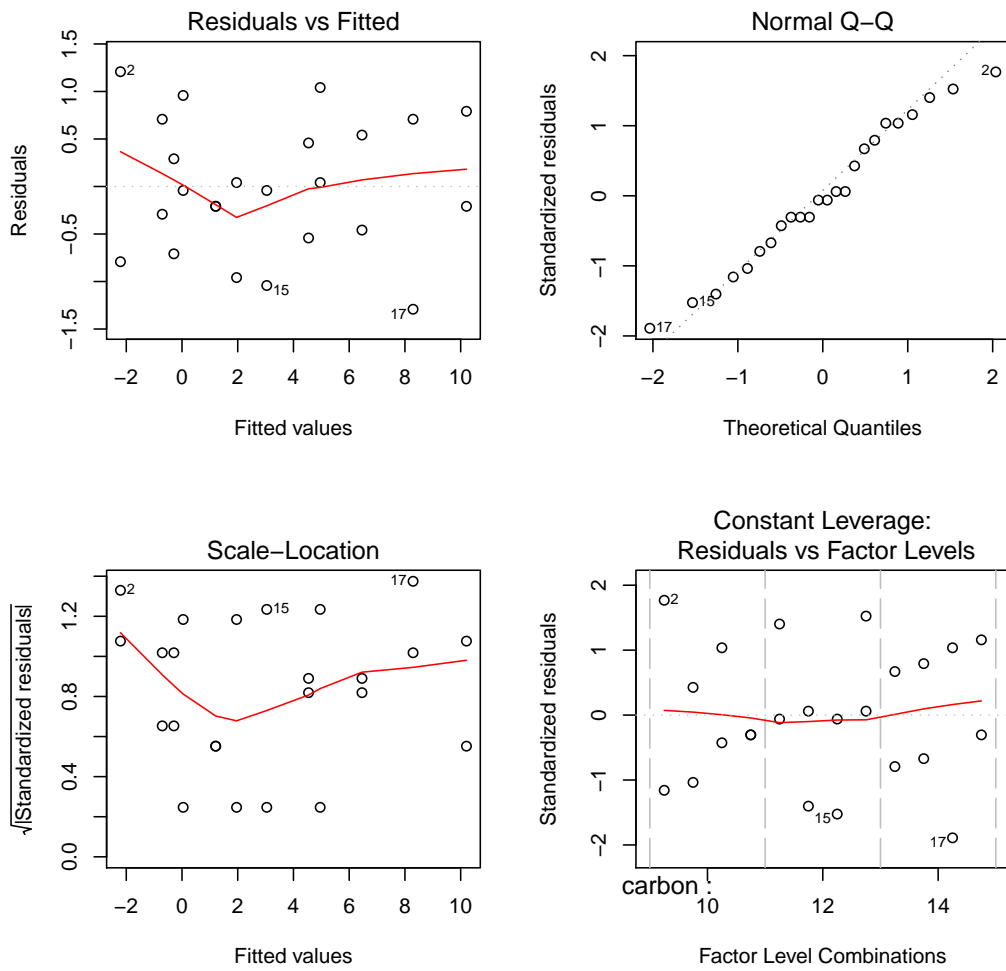 Residuals vs Fitted
Residuals
1.5
1.0
0.5
−0.5
−1.5
2
15
17
−2 0 2 4 6 8 10
Fitted values
Normal Q−Q
Standardized residuals
2
1
0
−1
−2
2
15
17
−2 −1 0 1 2
Theoretical Quantiles
Scale−Location
√|Standardized residuals|
1.2
0.8
0.4
0.0
2
15
17
−2 0 2 4 6 8 10
Fitted values
Constant Leverage:
Residuals vs Factor Levels
Standardized residuals
2
1
0
−1
−2
2
15
17
carbon :
10 12 14
Factor Level Combinations